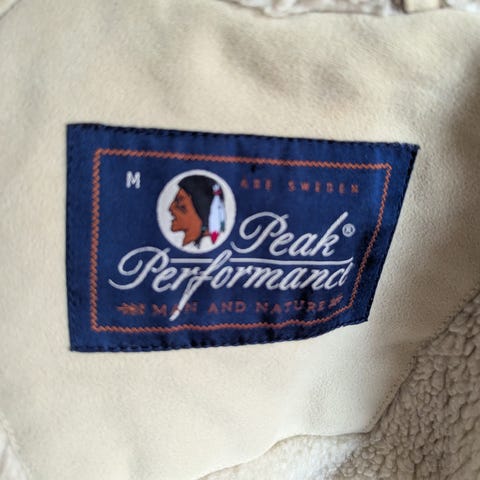 M ARE SWEDEN
Peak®
Performance
MAN AND NATURE